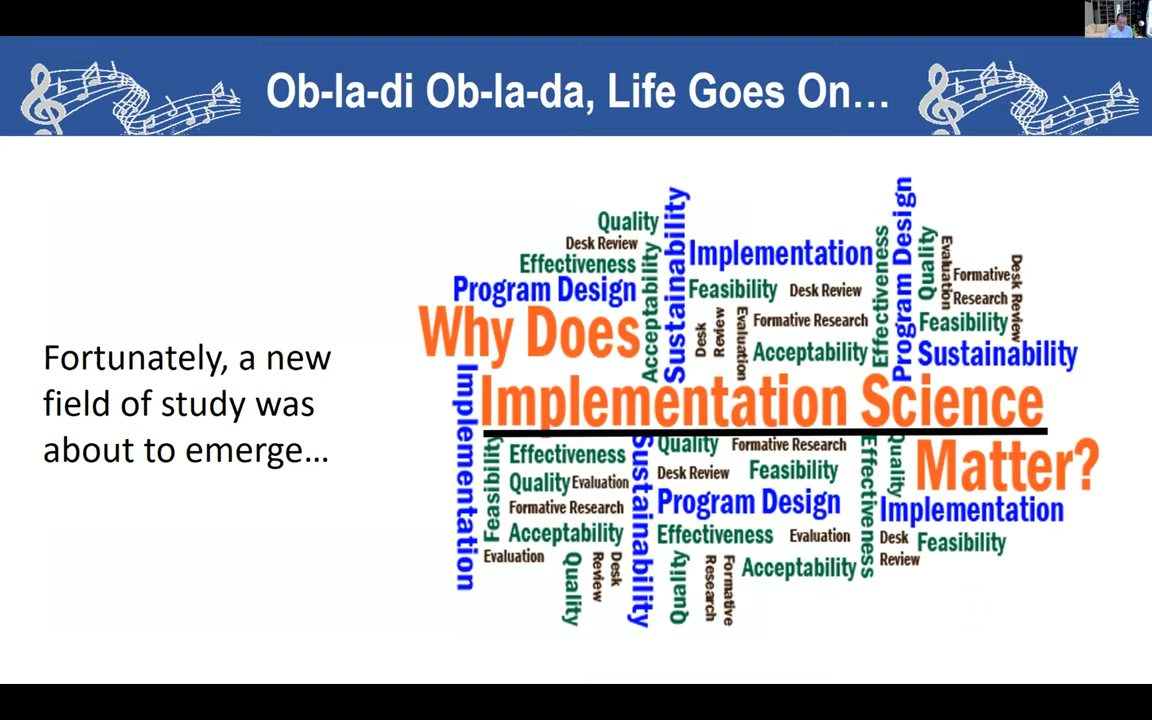 Ob-la-di Ob-la-da, Life Goes On…
Fortunately, a new
field of study was
about to emerge…
Quality
Desk Review
Effectiveness
Program Design
Acceptability
Sustainability
Implementation
Feasibility
Desk Review
Desk
Review
Evaluation
Formative Research
Acceptability
Effectiveness
Program Design
Quality
Evaluation
Formative
Research
Desk Review
Feasibility
Sustainability
Why Does
Implementation Science
Matter?
Implementation
Feasibility
Effectiveness
Quality
Evaluation
Formative Research
Acceptability
Evaluation
Quality
Desk
Review
Sustainability
Quality
Formative Research
Desk Review
Feasibility
Program Design
Effectiveness
Evaluation
Quality
Formative
Research
Acceptability
Effectiveness
Quality
Implementation
Desk
Review
Feasibility